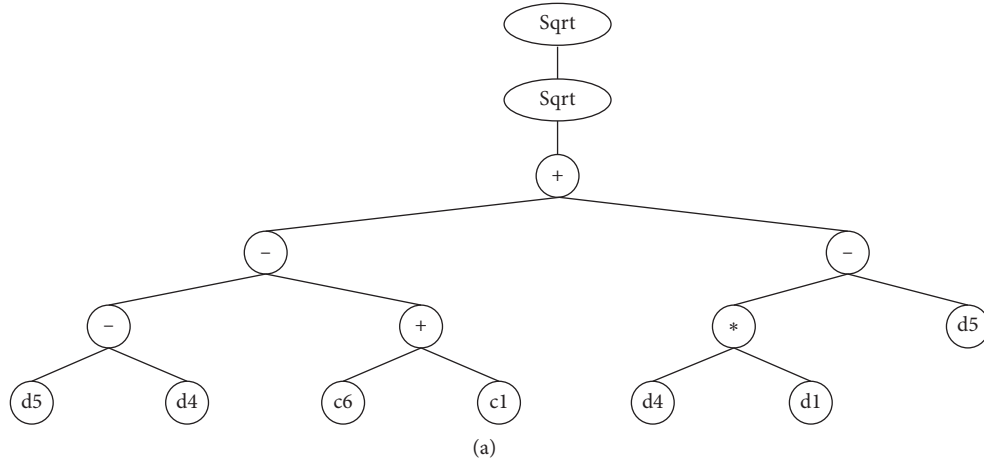 Sqrt
Sqrt
+
− −
− + * d5
d5 d4 c6 c1 d4 d1
(a)